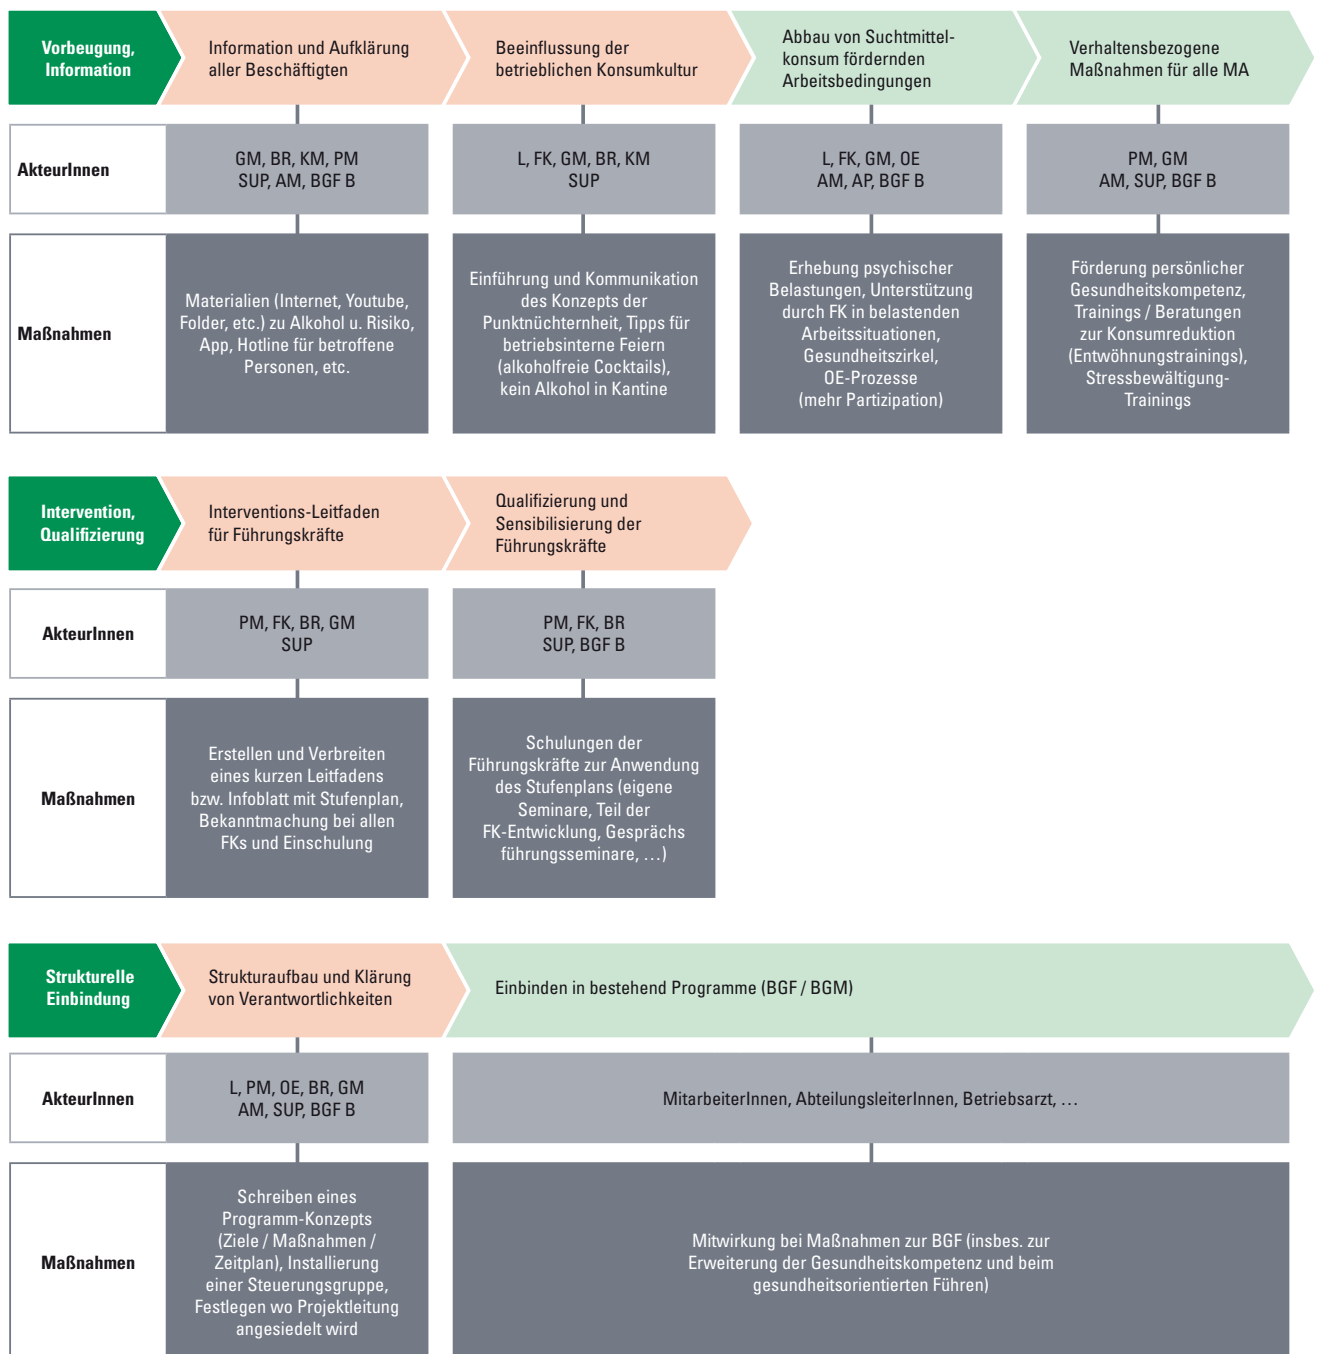 Vorbeugung,
Information
Information und Aufklärung
aller Beschäftigten
Beeinflussung der
betrieblichen Konsumkultur
Abbau von Suchtmittel-
konsum fördernden
Arbeitsbedingungen
Verhaltensbezogene
Maßnahmen für alle MA
AkteurInnen
GM, BR, KM, PM
SUP, AM, BGF B
L, FK, GM, BR, KM
SUP
L, FK, GM, OE
AM, AP, BGF B
PM, GM
AM, SUP, BGF B
Maßnahmen
Materialien (Internet, Youtube,
Folder, etc.) zu Alkohol u. Risiko,
App, Hotline für betroffene
Personen, etc.
Einführung und Kommunikation
des Konzepts der
Punktnüchternheit, Tipps für
betriebsinterne Feiern
(alkoholfreie Cocktails),
kein Alkohol in Kantine
Erhebung psychischer
Belastungen, Unterstützung
durch FK in belastenden
Arbeitssituationen,
Gesundheitszirkel,
OE-Prozesse
(mehr Partizipation)
Förderung persönlicher
Gesundheitskompetenz,
Trainings / Beratungen
zur Konsumreduktion
(Entwöhnungstrainings),
Stressbewältigung-
Trainings
Intervention,
Qualifizierung
Interventions-Leitfaden
für Führungskräfte
Qualifizierung und
Sensibilisierung der
Führungskräfte
AkteurInnen
PM, FK, BR, GM
SUP
PM, FK, BR
SUP, BGF B
Maßnahmen
Erstellen und Verbreiten
eines kurzen Leitfadens
bzw. Infoblatt mit Stufenplan,
Bekanntmachung bei allen
FKs und Einschulung
Schulungen der
Führungskräfte zur Anwendung
des Stufenplans (eigene
Seminare, Teil der
FK-Entwicklung, Gesprächs
führungsseminare, …)
Strukturelle
Einbindung
Strukturaufbau und Klärung
von Verantwortlichkeiten
Einbinden in bestehend Programme (BGF / BGM)
AkteurInnen
L, PM, OE, BR, GM
AM, SUP, BGF B
MitarbeiterInnen, AbteilungsleiterInnen, Betriebsarzt, …
Maßnahmen
Schreiben eines
Programm-Konzepts
(Ziele / Maßnahmen /
Zeitplan), Installierung
einer Steuerungsgruppe,
Festlegen wo Projektleitung
angesiedelt wird
Mitwirkung bei Maßnahmen zur BGF (insbes. zur
Erweiterung der Gesundheitskompetenz und beim
gesundheitsorientierten Führen)